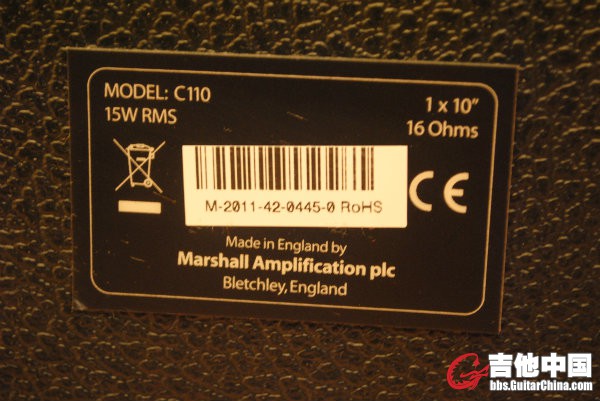 MODEL: C110
15W RMS
1 x 10”
16 Ohms
M-2011-42-0445-0 RoHS
CE
Made in England by
Marshall Amplification plc
Bletchley, England
吉他中国
bbs.GuitarChina.com